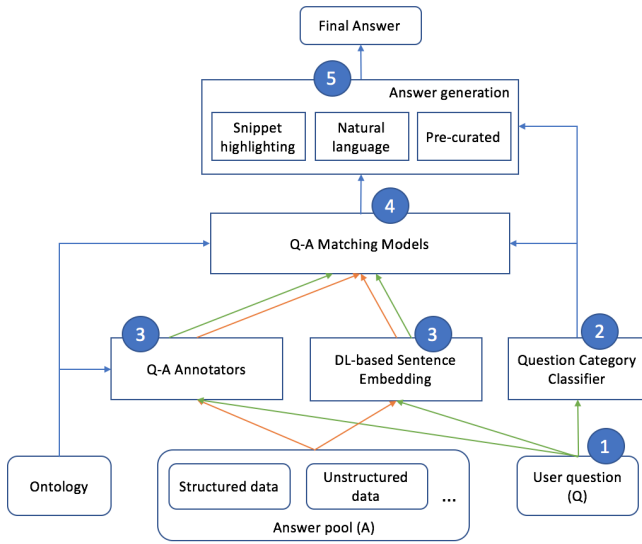 Final Answer
5
Answer generation
Snippet
highlighting
Natural
language
Pre-curated
4
Q-A Matching Models
3
Q-A Annotators
3
DL-based Sentence
Embedding
2
Question Category
Classifier
1
Ontology
Structured data
Unstructured
data
...
Answer pool (A)
User question
(Q)